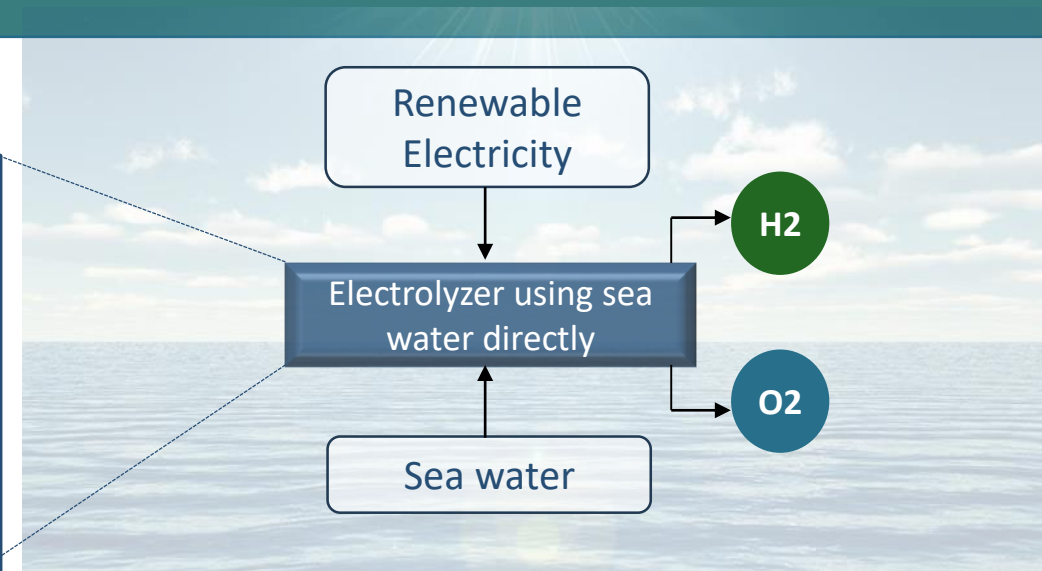 Renewable
Electricity
H2
Electrolyzer using sea
water directly
O2
Sea water